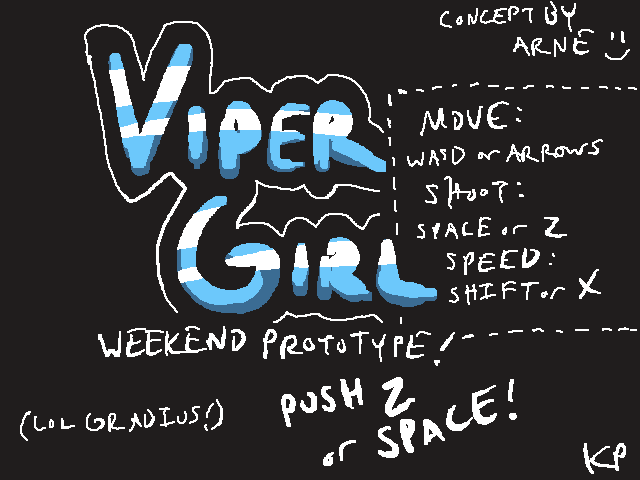 CONCEPT BY
ARNE :)
VIPER
GIRL
MOVE:
WASD or ARROWS
SHOOT:
SPACE or Z
SPEED:
SHIFT or X
WEEKEND PROTOTYPE!
(LOL GRADIUS!)
PUSH Z
or SPACE!
KP